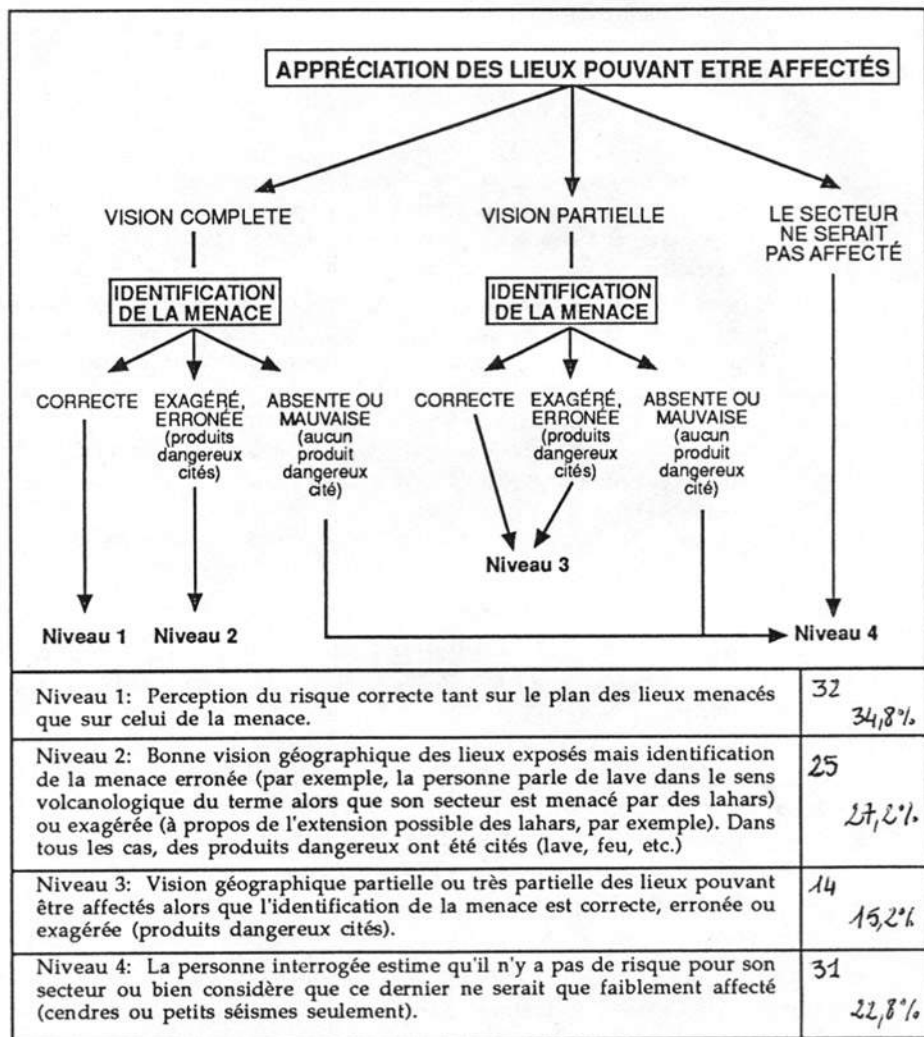 APPRÉCIATION DES LIEUX POUVANT ETRE AFFECTÉS
VISION COMPLETE
VISION PARTIELLE
LE SECTEUR
NE SERAIT
PAS AFFECTÉ
IDENTIFICATION
DE LA MENACE
IDENTIFICATION
DE LA MENACE
CORRECTE
EXAGÉRÉ,
ERRONÉE
(produits
dangereux
cités)
ABSENTE OU
MAUVAISE
(aucun
produit
dangereux
cité)
CORRECTE
EXAGÉRÉ,
ERRONÉE
(produits
dangereux
cités)
ABSENTE OU
MAUVAISE
(aucun
produit
dangereux
cité)
Niveau 3
Niveau 1
Niveau 2
Niveau 4
Niveau 1: Perception du risque correcte tant sur le plan des lieux menacés
que sur celui de la menace.
32
34,8%
Niveau 2: Bonne vision géographique des lieux exposés mais identification
de la menace erronée (par exemple, la personne parle de lave dans le sens
volcanologique du terme alors que son secteur est menacé par des lahars)
ou exagérée (à propos de l'extension possible des lahars, par exemple). Dans
tous les cas, des produits dangereux ont été cités (lave, feu, etc.)
25
27,2%
Niveau 3: Vision géographique partielle ou très partielle des lieux pouvant
être affectés alors que l'identification de la menace est correcte, erronée ou
exagérée (produits dangereux cités).
14
15,2%
Niveau 4: La personne interrogée estime qu'il n'y a pas de risque pour son
secteur ou bien considère que ce dernier ne serait que faiblement affecté
(cendres ou petits séismes seulement).
31
22,8%